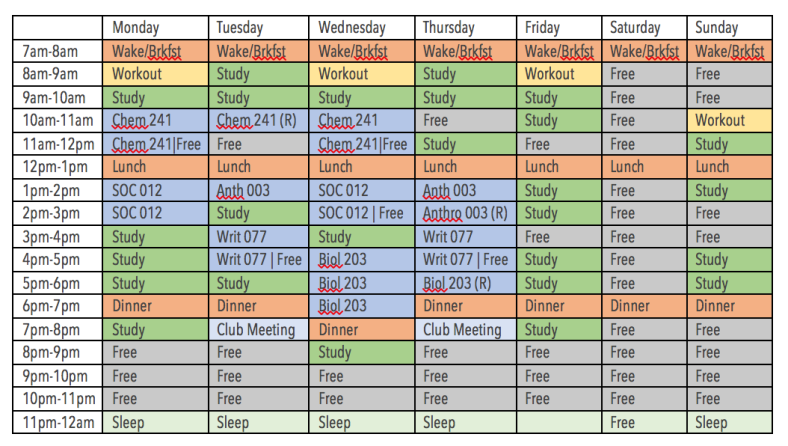 Monday Tuesday Wednesday Thursday Friday Saturday Sunday
7am-8am Wake/Brkfst Wake/Brkfst Wake/Brkfst Wake/Brkfst Wake/Brkfst Wake/Brkfst Wake/Brkfst
8am-9am Workout Study Workout Study Workout Free Free
9am-10am Study Study Study Study Study Free Free
10am-11am Chem 241 Chem 241 (R) Chem 241 Free Study Free Workout
11am-12pm Chem 241|Free Free Chem 241|Free Study Free Free Study
12pm-1pm Lunch Lunch Lunch Lunch Lunch Lunch Lunch
1pm-2pm SOC 012 Anth 003 SOC 012 Anth 003 Study Free Study
2pm-3pm SOC 012 Study SOC 012 | Free Anthro 003 (R) Study Free Free
3pm-4pm Study Writ 077 Study Writ 077 Free Free Free
4pm-5pm Study Writ 077 | Free Biol 203 Writ 077 | Free Study Free Study
5pm-6pm Study Study Biol 203 Biol 203 (R) Study Free Study
6pm-7pm Dinner Dinner Biol 203 Dinner Dinner Dinner Dinner
7pm-8pm Study Club Meeting Dinner Club Meeting Study Free Free
8pm-9pm Free Free Study Free Free Free Free
9pm-10pm Free Free Free Free Free Free Free
10pm-11pm Free Free Free Free Free Free Free
11pm-12am Sleep Sleep Sleep Sleep Free Sleep